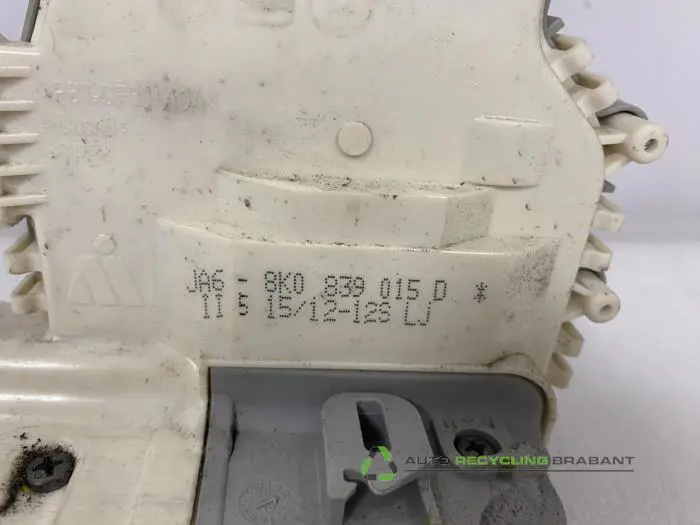 JA6 - 8K0 839 015 D *
II 5 15/12-12S LJ
AUTO RECYCLING BRABANT